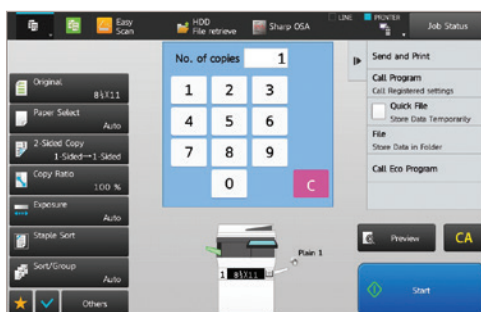 Easy
Scan
HDD
File retrieve
Sharp OSA
LINE
PRINTER
Job Status
Original
8½X11
Paper Select
Auto
2-Sided Copy
1-Sided→1-Sided
Copy Ratio
100 %
Exposure
Auto
Staple Sort
Sort/Group
Auto
Others
No. of copies 1
1 2 3
4 5 6
7 8 9
0 C
Plain 1
1 8½X11
Send and Print
Call Program
Call Registered settings
Quick File
Store Data Temporarily
File
Store Data in Folder
Call Eco Program
Preview
CA
Start